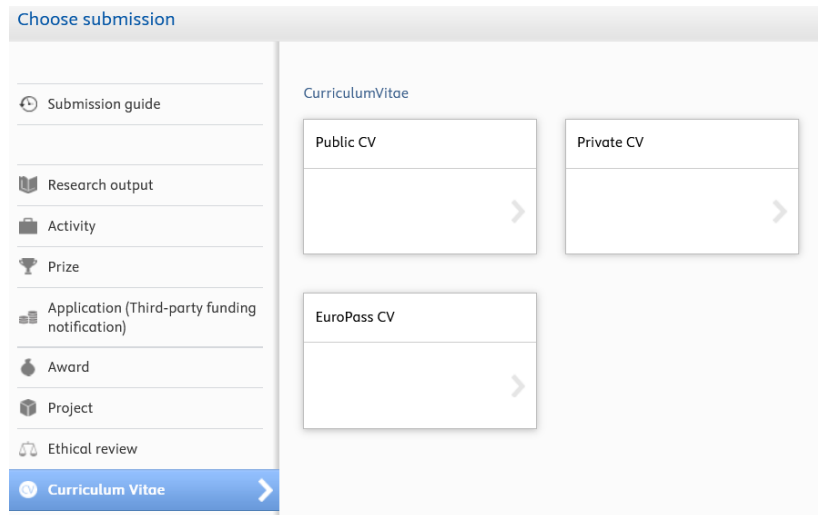 Choose submission
Submission guide
Research output
Activity
Prize
Application (Third-party funding
notification)
Award
Project
Ethical review
CV
Curriculum Vitae
CurriculumVitae
Public CV
Private CV
EuroPass CV